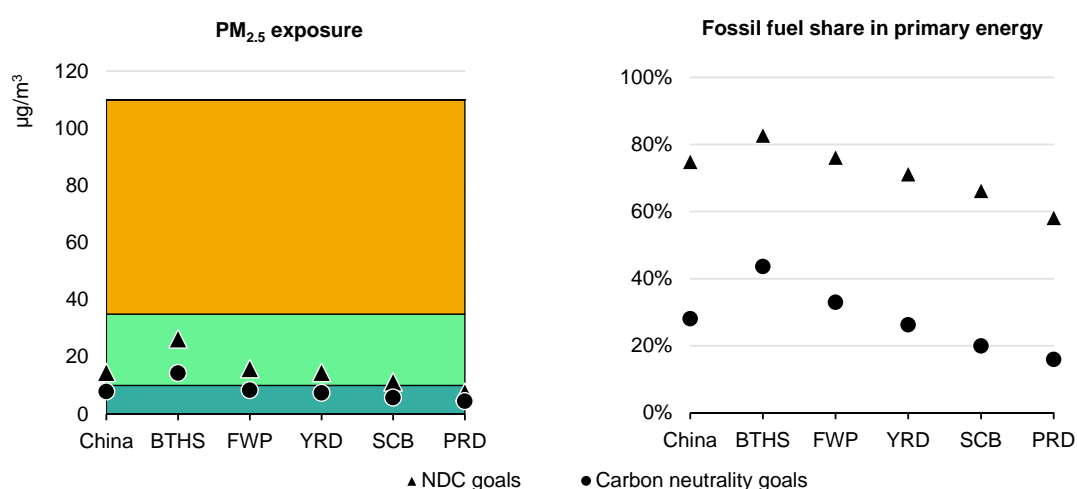 PM2.5 exposure
µg/m³
120
100
80
60
40
20
0
China BTHS FWP YRD SCB PRD
Fossil fuel share in primary energy
100%
80%
60%
40%
20%
0%
China BTHS FWP YRD SCB PRD
NDC goals Carbon neutrality goals